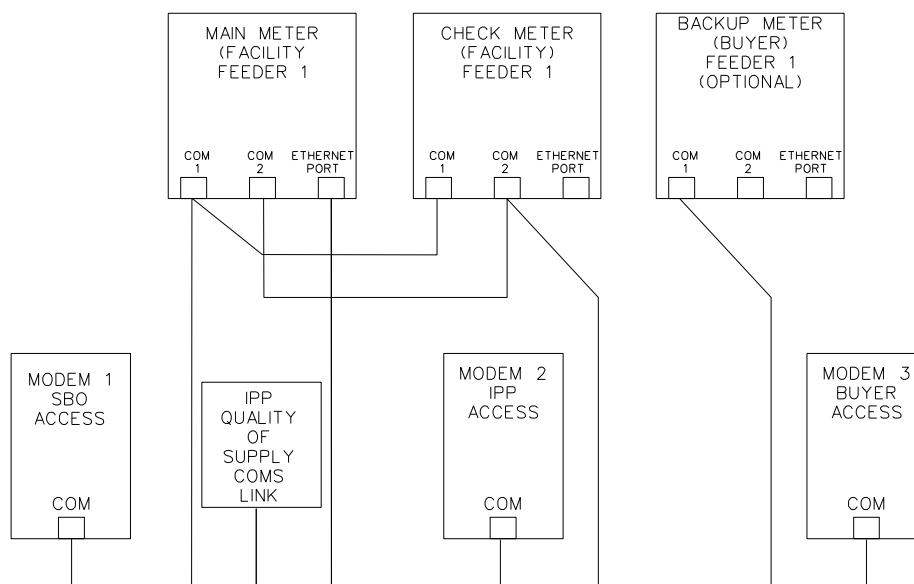 MAIN METER
(FACILITY
FEEDER 1
COM
1
COM
2
ETHERNET
PORT
CHECK METER
(FACILITY)
FEEDER 1
COM
1
COM
2
ETHERNET
PORT
BACKUP METER
(BUYER)
FEEDER 1
(OPTIONAL)
COM
1
COM
2
ETHERNET
PORT
MODEM 1
SBO
ACCESS
COM
IPP
QUALITY
OF
SUPPLY
COMS
LINK
MODEM 2
IPP
ACCESS
COM
MODEM 3
BUYER
ACCESS
COM